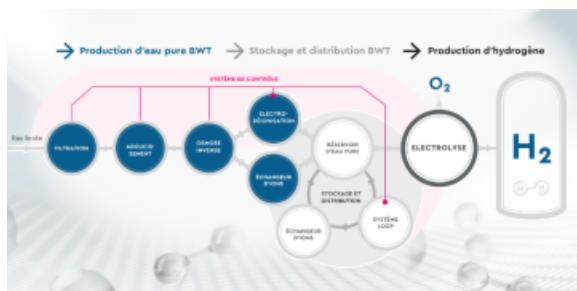 Production d'eau pure BWT
Stockage et distribution BWT
Production d'hydrogène
SYSTÈME DE CONTRÔLE
O2
Eau brute
FILTRATION
ADOUCIS-
SEMENT
OSMOSE
INVERSE
ELECTRO-
DÉIONISATION
ÉCHANGEUR
D'IONS
RÉSERVOIR
D'EAU PURE
STOCKAGE ET
DISTRIBUTION
ÉCHANGEUR
D'IONS
SYSTÈME
LOOP
ELECTROLYSE
H2
H
H